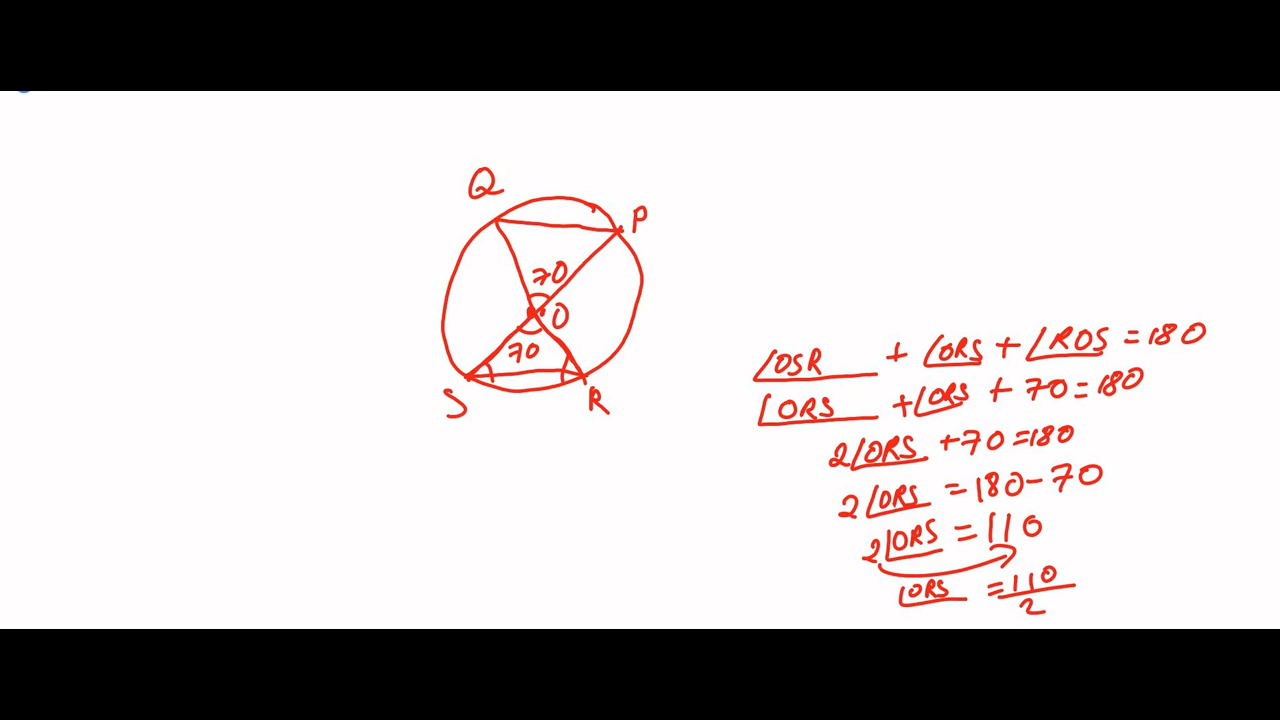 Q
P
70
O
70
S
R
∠OSR + ∠ORS + ∠ROS = 180
∠ORS + ∠ORS + 70 = 180
2∠ORS + 70 = 180
2∠ORS = 180 - 70
2∠ORS = 110
∠ORS = 110/2